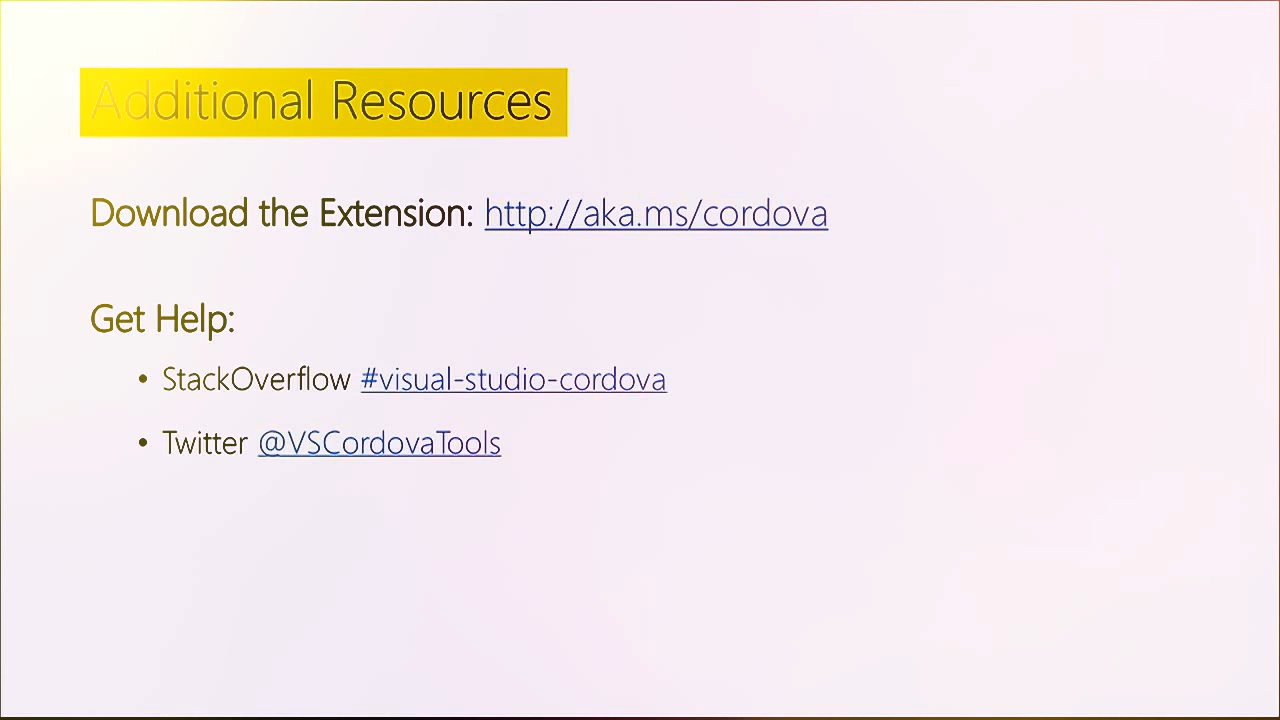 Additional Resources
Download the Extension: http://aka.ms/cordova
Get Help:
• StackOverflow #visual-studio-cordova
• Twitter @VSCordovaTools